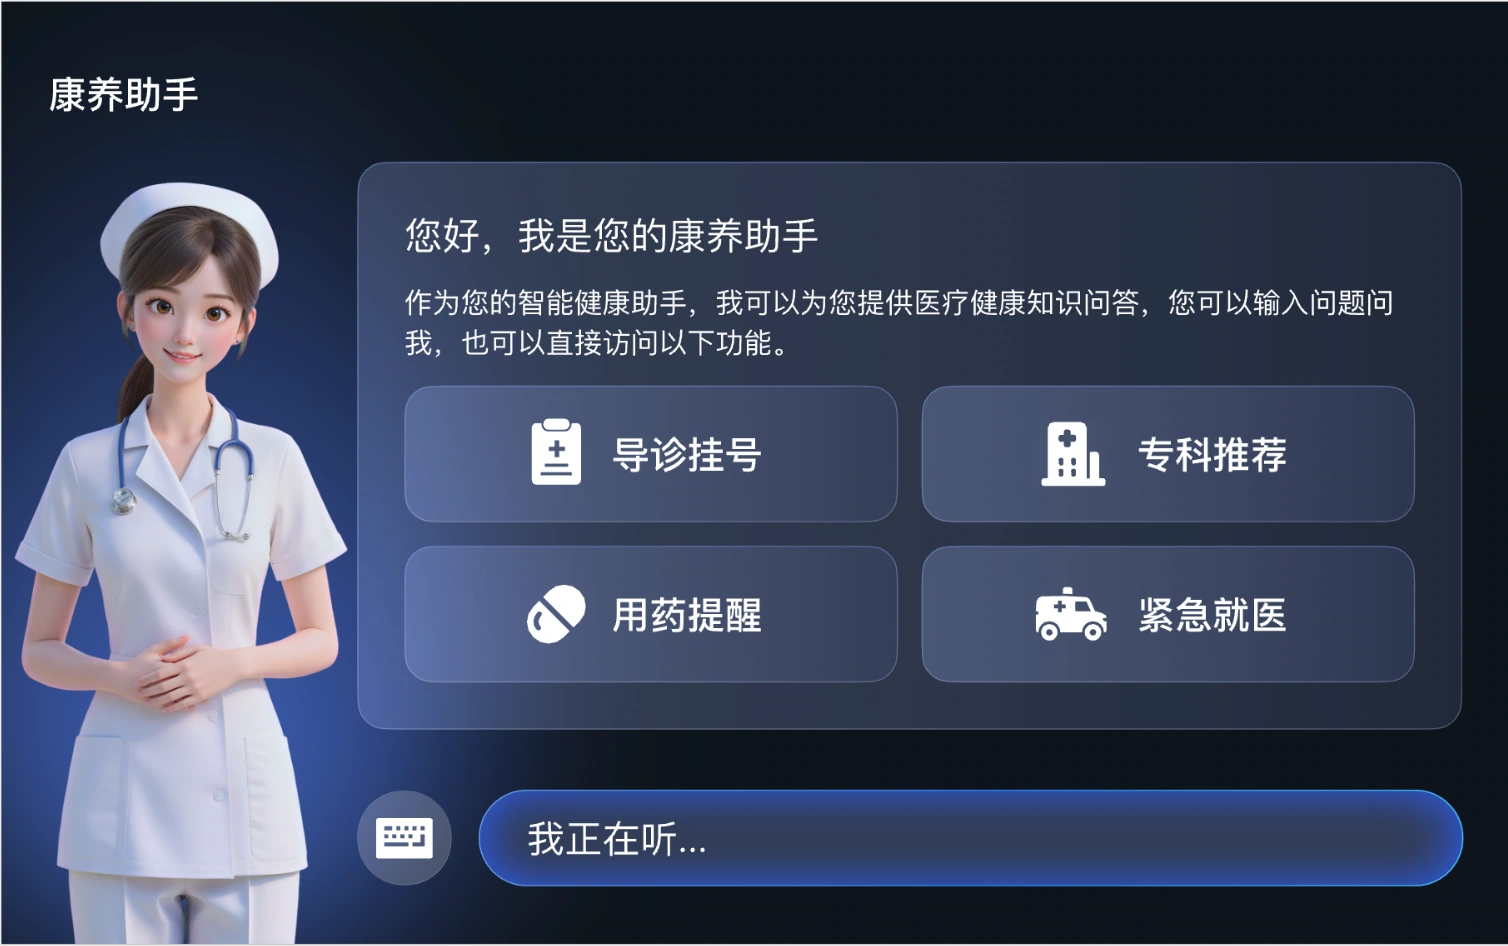 康养助手
您好，我是您的康养助手
作为您的智能健康助手，我可以为您提供医疗健康知识问答，您可以输入问题问
我，也可以直接访问以下功能。
导诊挂号
专科推荐
用药提醒
紧急就医
我正在听...